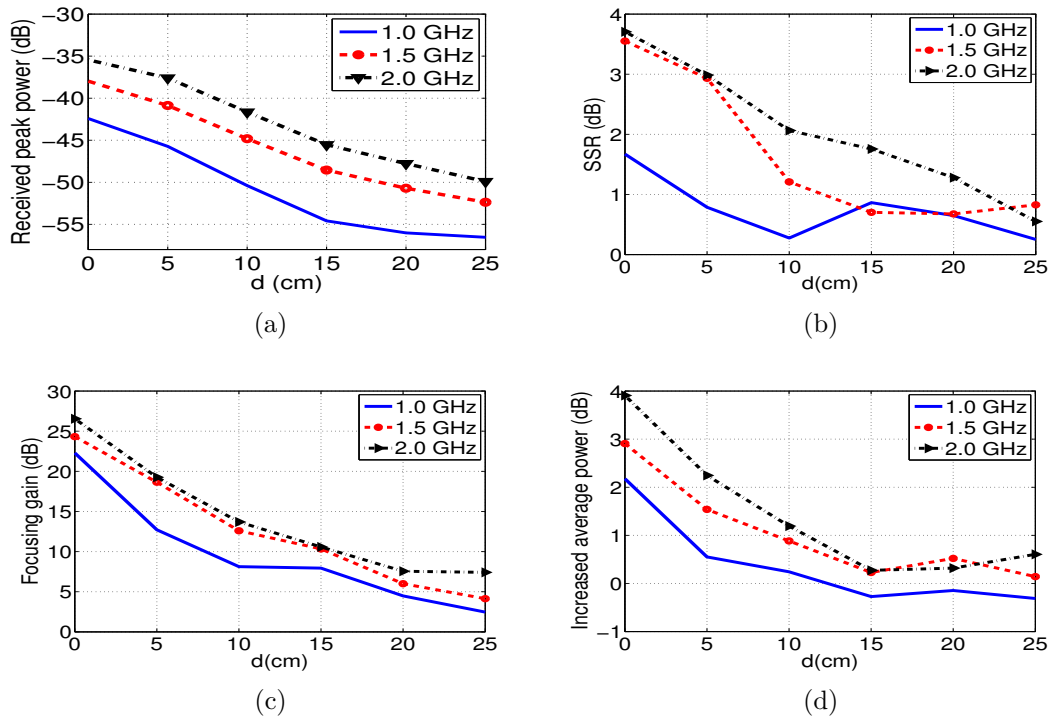 Received peak power (dB)
−30
−35
−40
−45
−50
−55
0 5 10 15 20 25
d (cm)
1.0 GHz
1.5 GHz
2.0 GHz
(a)
SSR (dB)
4
3
2
1
0
0 5 10 15 20 25
d(cm)
1.0 GHz
1.5 GHz
2.0 GHz
(b)
Focusing gain (dB)
30
25
20
15
10
5
0
0 5 10 15 20 25
d(cm)
1.0 GHz
1.5 GHz
2.0 GHz
(c)
Increased average power (dB)
4
3
2
1
0
−1
0 5 10 15 20 25
d(cm)
1.0 GHz
1.5 GHz
2.0 GHz
(d)